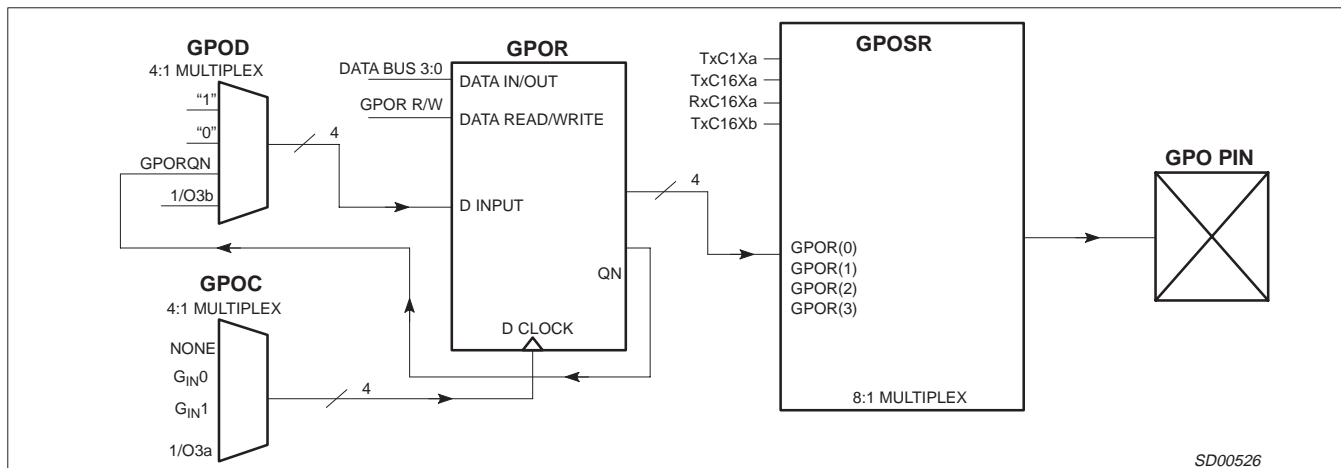 GPOD
4:1 MULTIPLEX
“1”
“0”
GPORQN
1/O3b
4
GPOC
4:1 MULTIPLEX
NONE
GIN0
GIN1
1/O3a
4
GPOR
DATA BUS 3:0
DATA IN/OUT
GPOR R/W
DATA READ/WRITE
D INPUT
QN
D CLOCK
4
GPOSR
TxC1Xa
TxC16Xa
RxC16Xa
TxC16Xb
GPOR(0)
GPOR(1)
GPOR(2)
GPOR(3)
8:1 MULTIPLEX
GPO PIN
SD00526